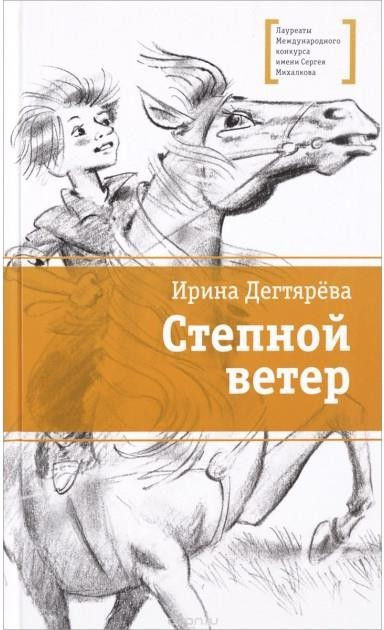 Лауреаты
Международного
конкурса
имени Сергея
Михалкова
Ирина Дегтярёва
Степной
ветер